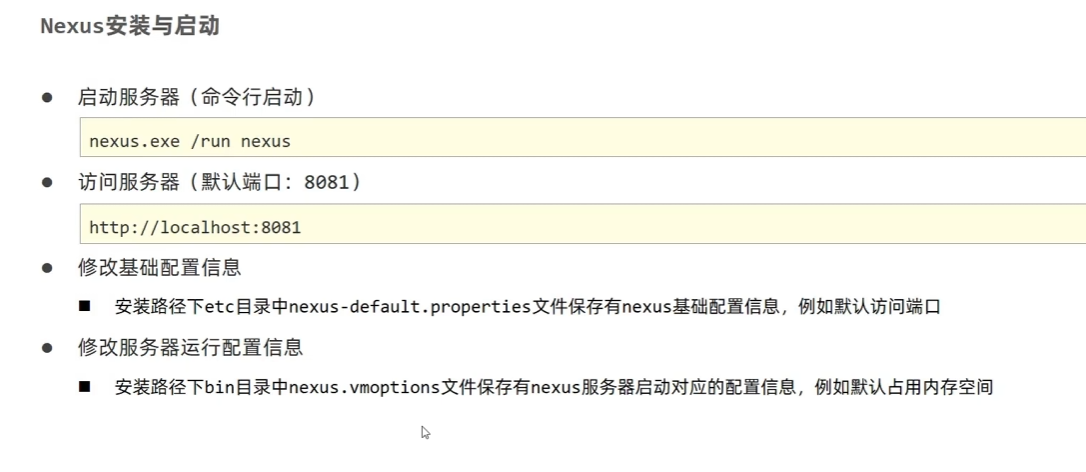 Nexus安装与启动
启动服务器（命令行启动）
nexus.exe /run nexus
访问服务器（默认端口：8081）
http://localhost:8081
修改基础配置信息
安装路径下etc目录中nexus-default.properties文件保存有nexus基础配置信息，例如默认访问端口
修改服务器运行配置信息
安装路径下bin目录中nexus.vmoptions文件保存有nexus服务器启动对应的配置信息，例如默认占用内存空间